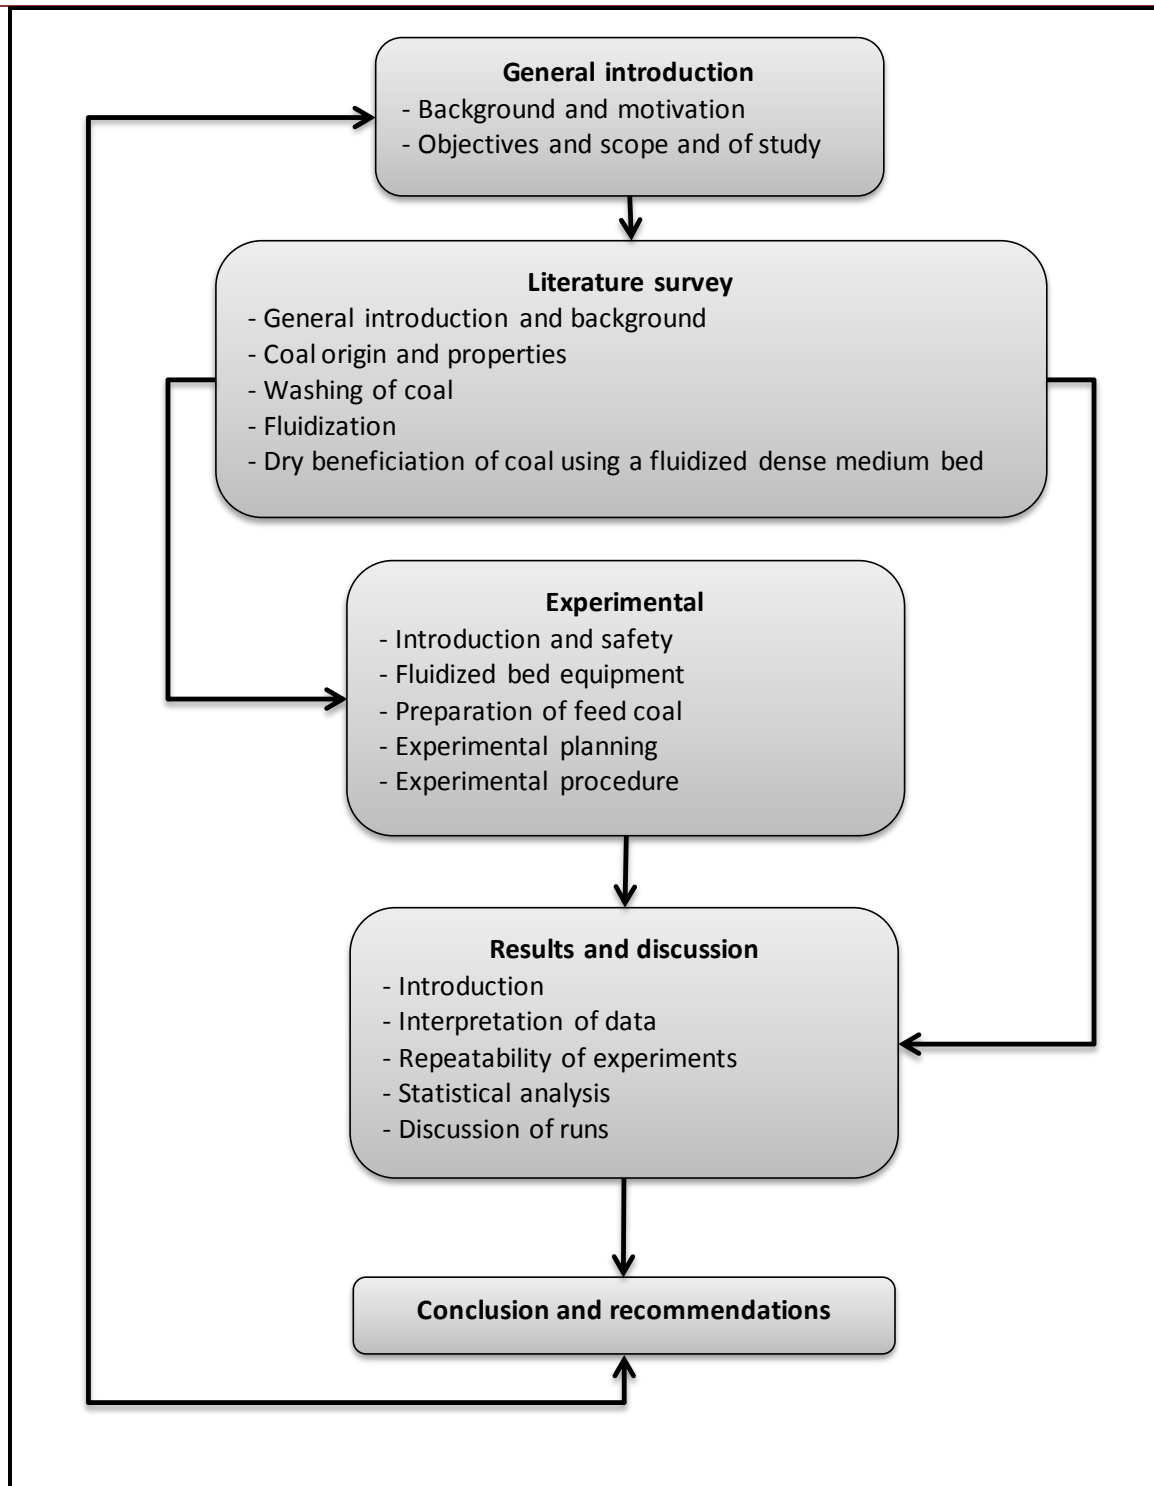 General introduction
- Background and motivation
- Objectives and scope and of study
Literature survey
- General introduction and background
- Coal origin and properties
- Washing of coal
- Fluidization
- Dry beneficiation of coal using a fluidized dense medium bed
Experimental
- Introduction and safety
- Fluidized bed equipment
- Preparation of feed coal
- Experimental planning
- Experimental procedure
Results and discussion
- Introduction
- Interpretation of data
- Repeatability of experiments
- Statistical analysis
- Discussion of runs
Conclusion and recommendations